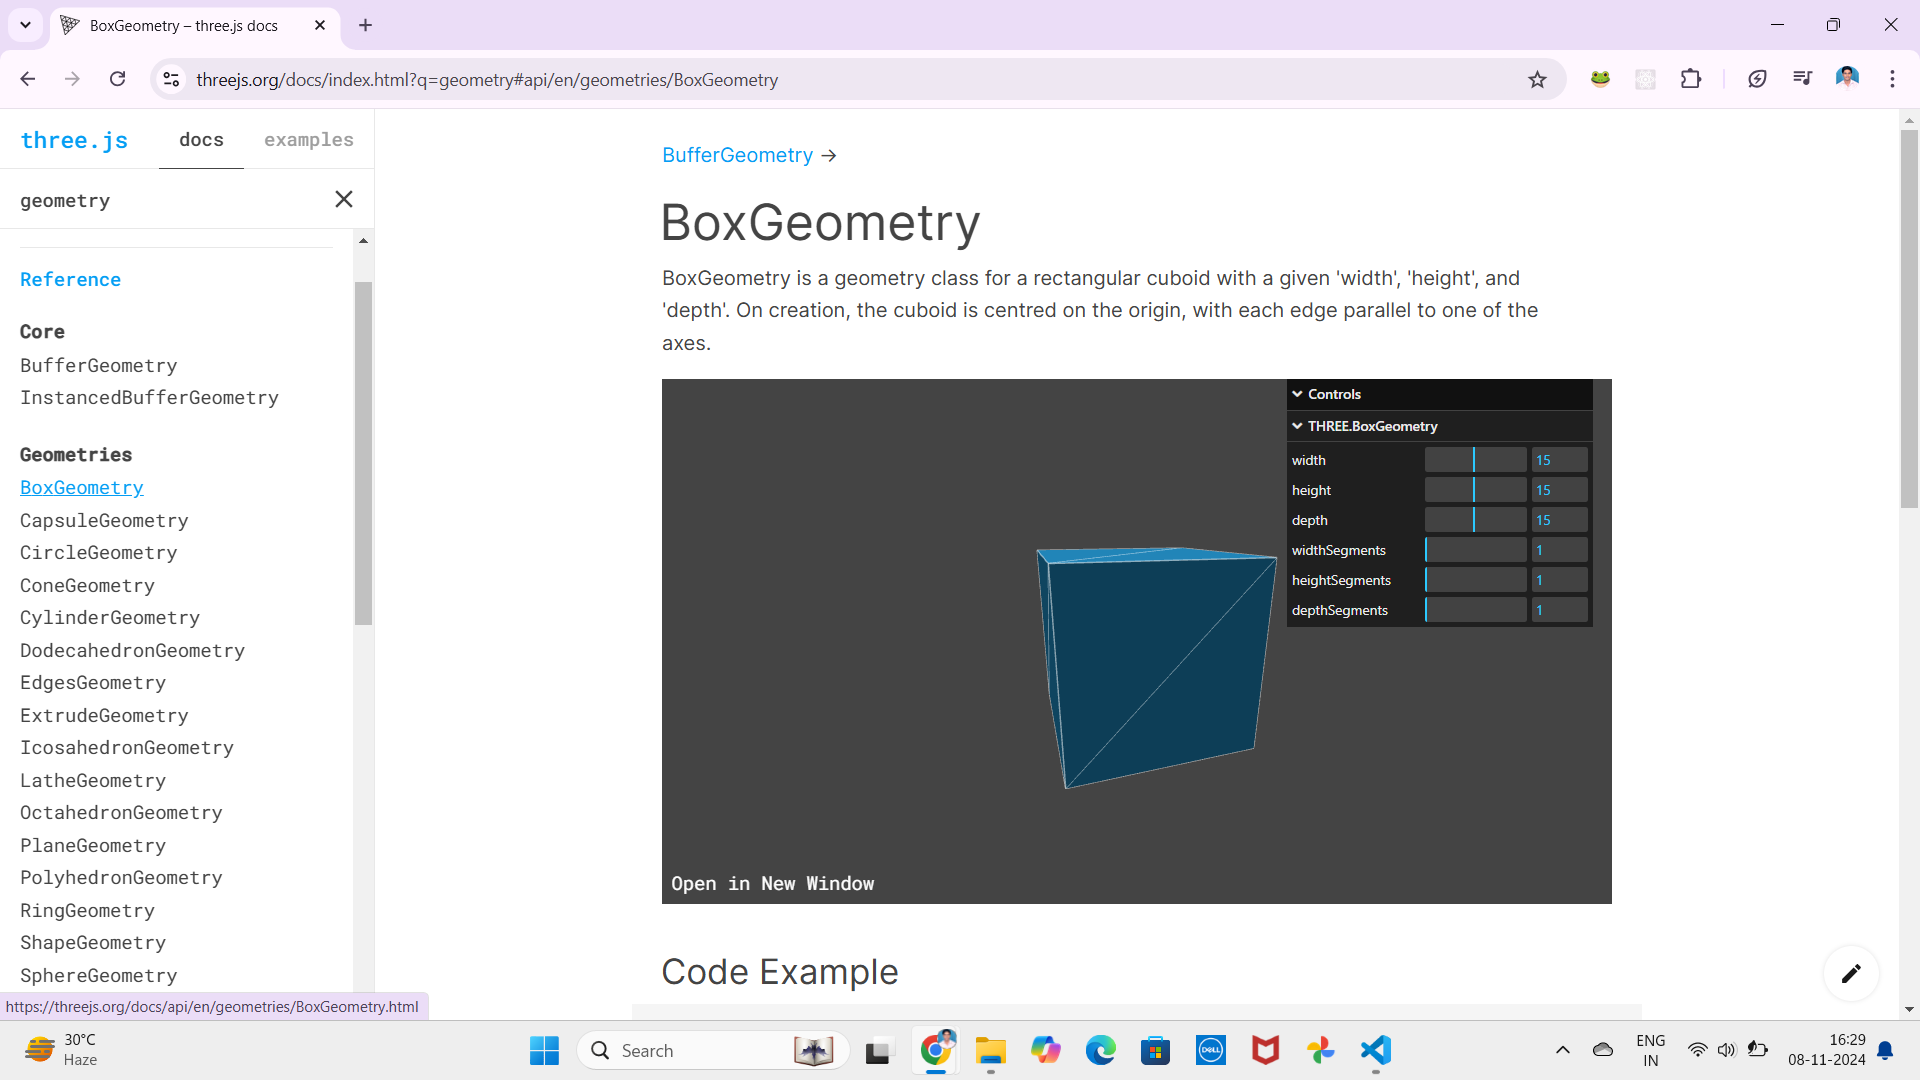 BoxGeometry – three.js docs
threejs.org/docs/index.html?q=geometry#api/en/geometries/BoxGeometry
three.js
docs
examples
geometry
Reference
Core
BufferGeometry
InstancedBufferGeometry
Geometries
BoxGeometry
CapsuleGeometry
CircleGeometry
ConeGeometry
CylinderGeometry
DodecahedronGeometry
EdgesGeometry
ExtrudeGeometry
IcosahedronGeometry
LatheGeometry
OctahedronGeometry
PlaneGeometry
PolyhedronGeometry
RingGeometry
ShapeGeometry
SphereGeometry
https://threejs.org/docs/api/en/geometries/BoxGeometry.html
BufferGeometry →
BoxGeometry
BoxGeometry is a geometry class for a rectangular cuboid with a given 'width', 'height', and
'depth'. On creation, the cuboid is centred on the origin, with each edge parallel to one of the
axes.
Controls
THREE.BoxGeometry
width 15
height 15
depth 15
widthSegments 1
heightSegments 1
depthSegments 1
Open in New Window
Code Example
30°C
Haze
Search
DELL
ENG
IN
16:29
08-11-2024